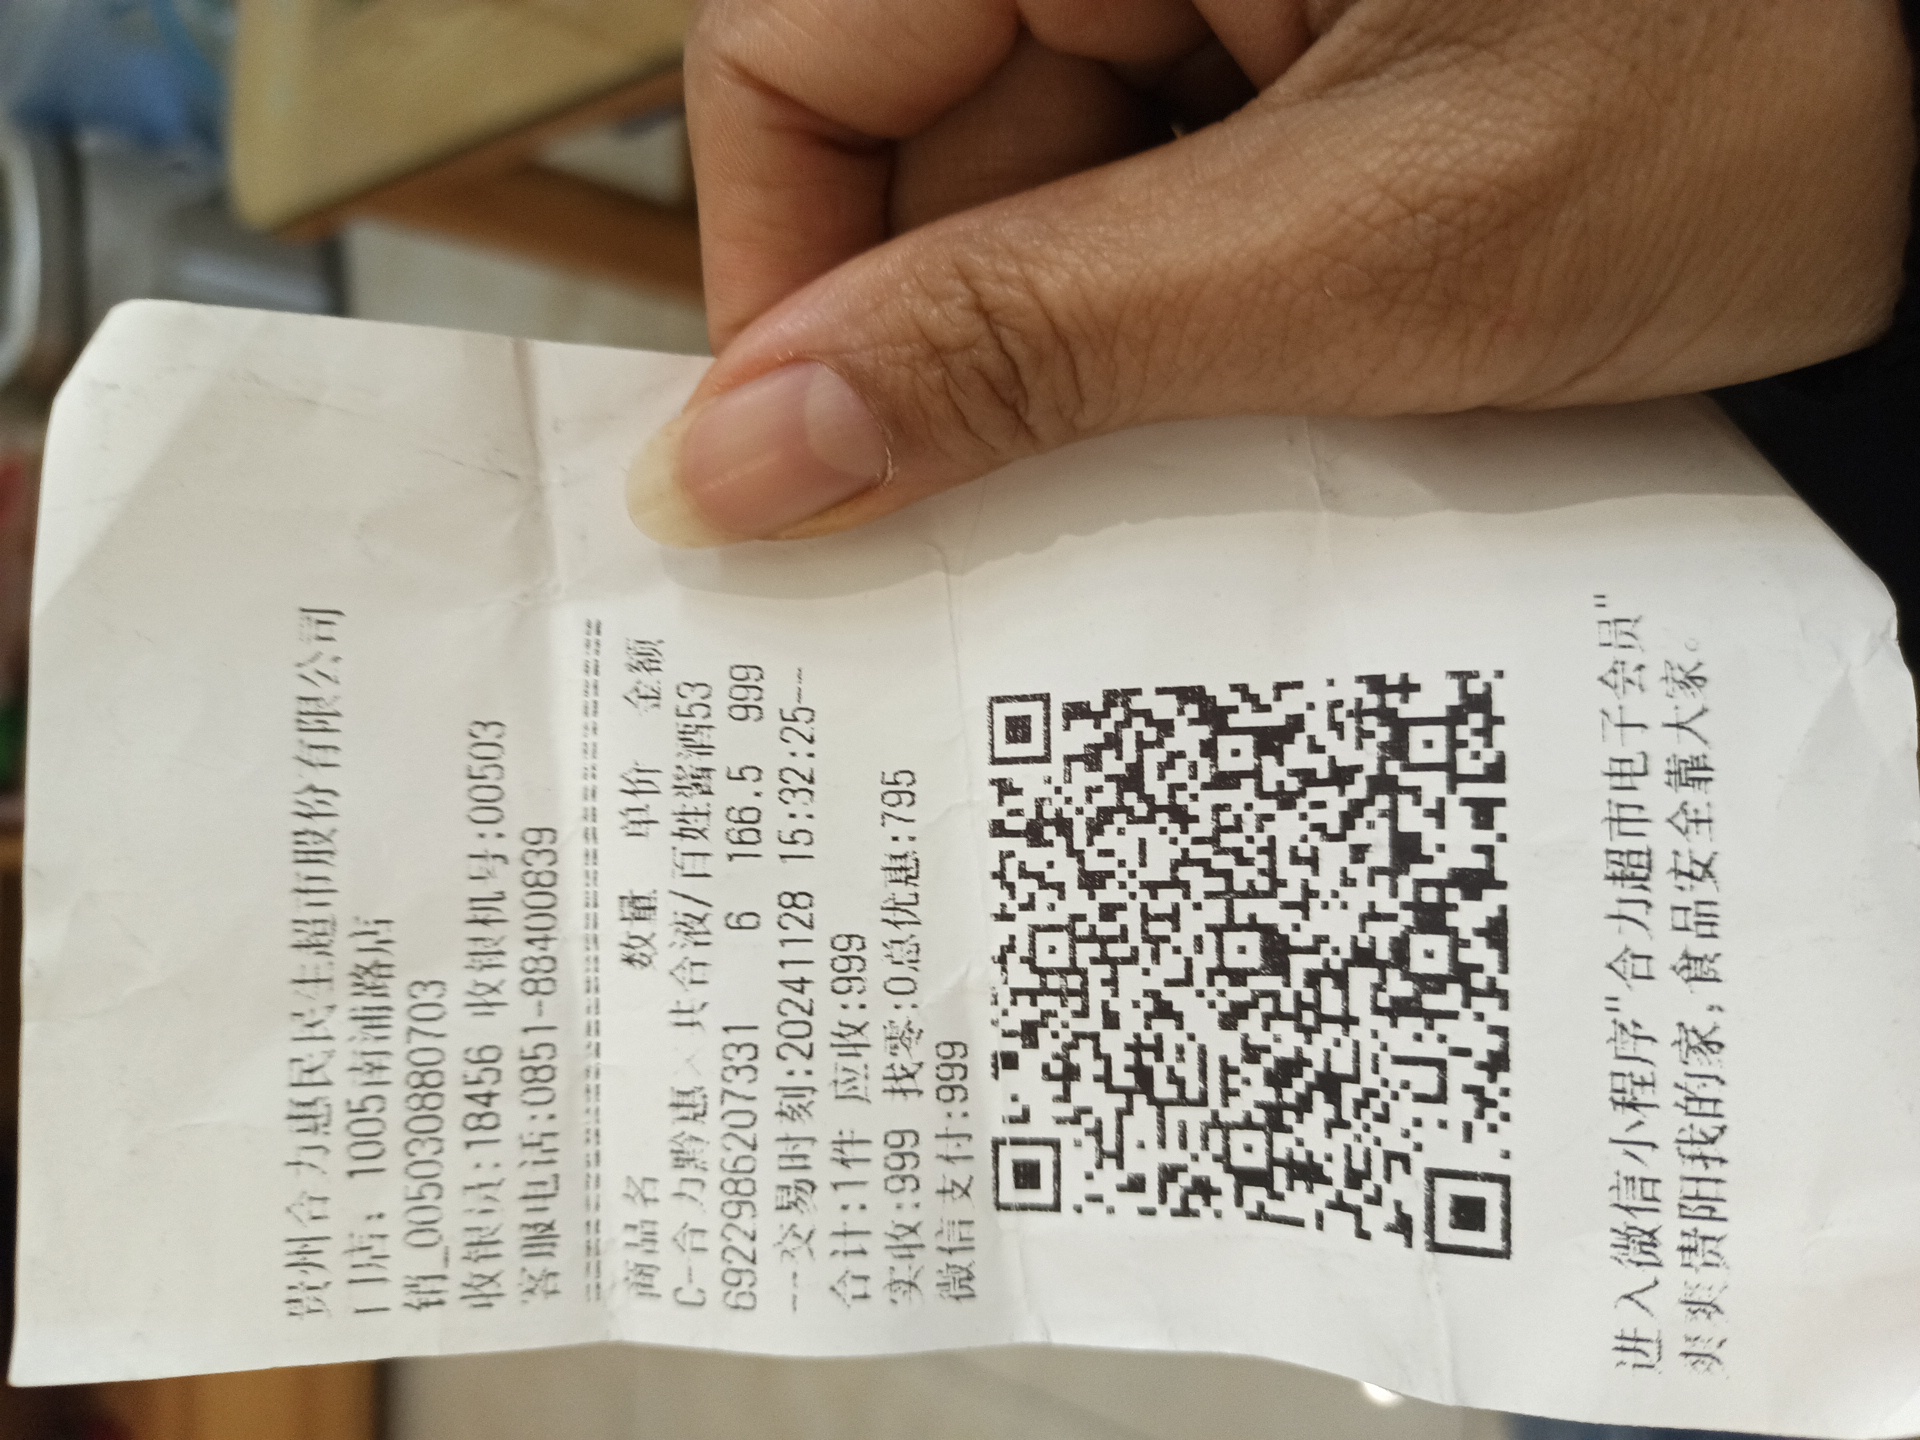 贵州合力惠民民生超市股份有限公司
门店: 1005南浦路店
销_00503088070​3
收银员:18456 收银机号:00503
客服电话:0851-88400839
商品名 数量 单价 金额
C-合力黔惠×共合液/百姓酱酒53
6922986207331 6 166.5 999
--交易时刻:20241128 15:32:25--
合计:1件 应收:999
实收:999 找零:0总优惠:795
微信支付:999
进入微信小程序"合力超市电子会员"
爽爽贵阳我的家,食品安全靠大家。